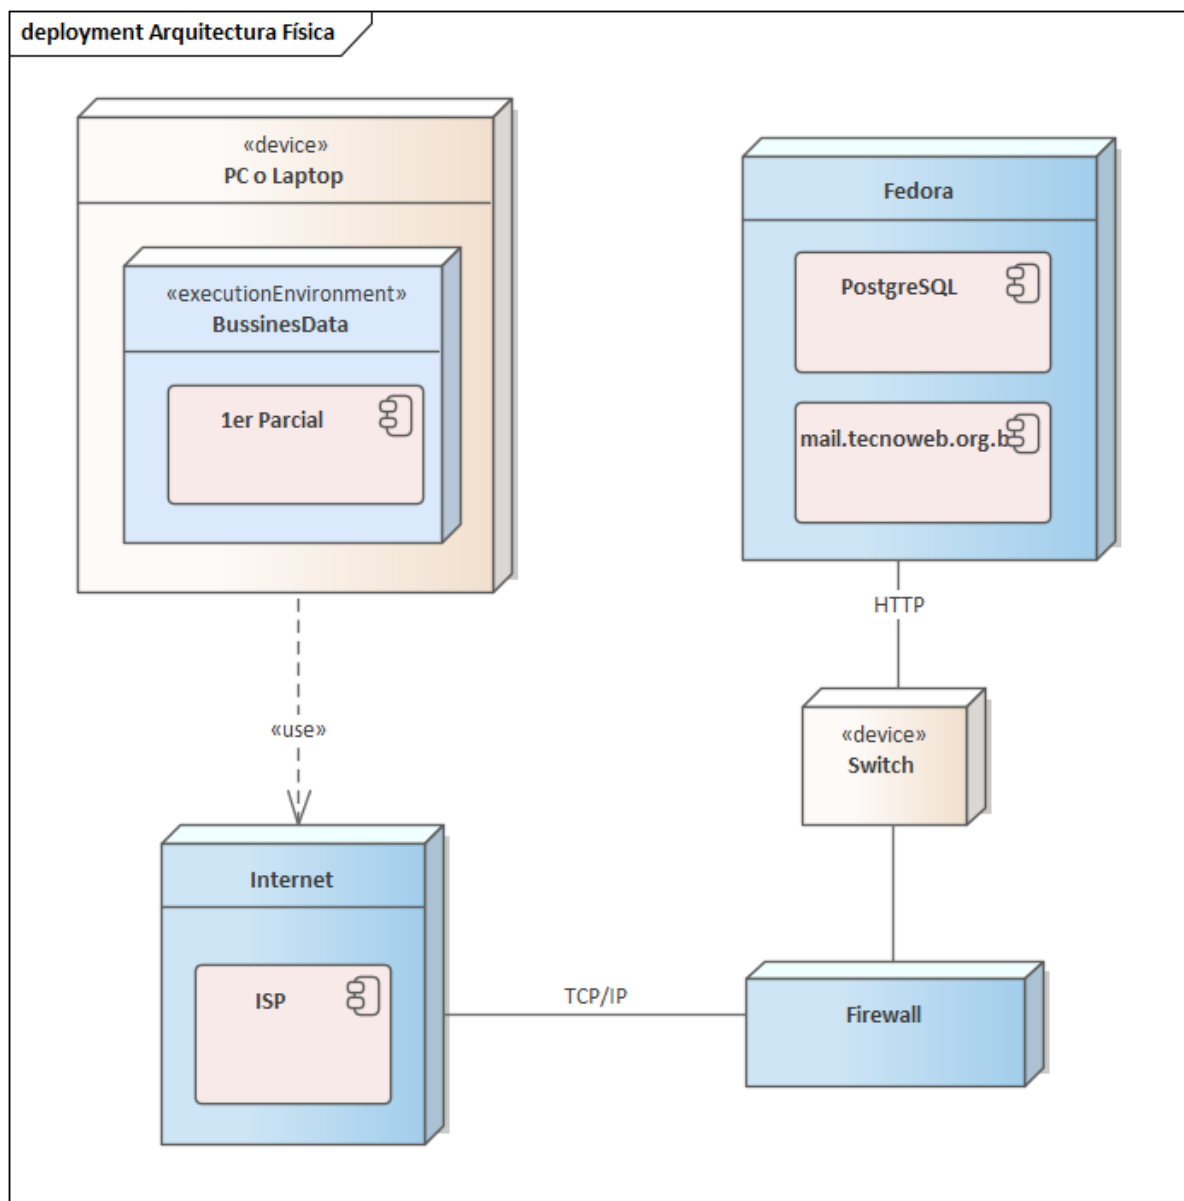 deployment Arquitectura Física
«device»
PC o Laptop
«executionEnvironment»
BussinesData
1er Parcial
Fedora
PostgreSQL
mail.tecnoweb.org.b
HTTP
«use»
«device»
Switch
Internet
ISP
TCP/IP
Firewall